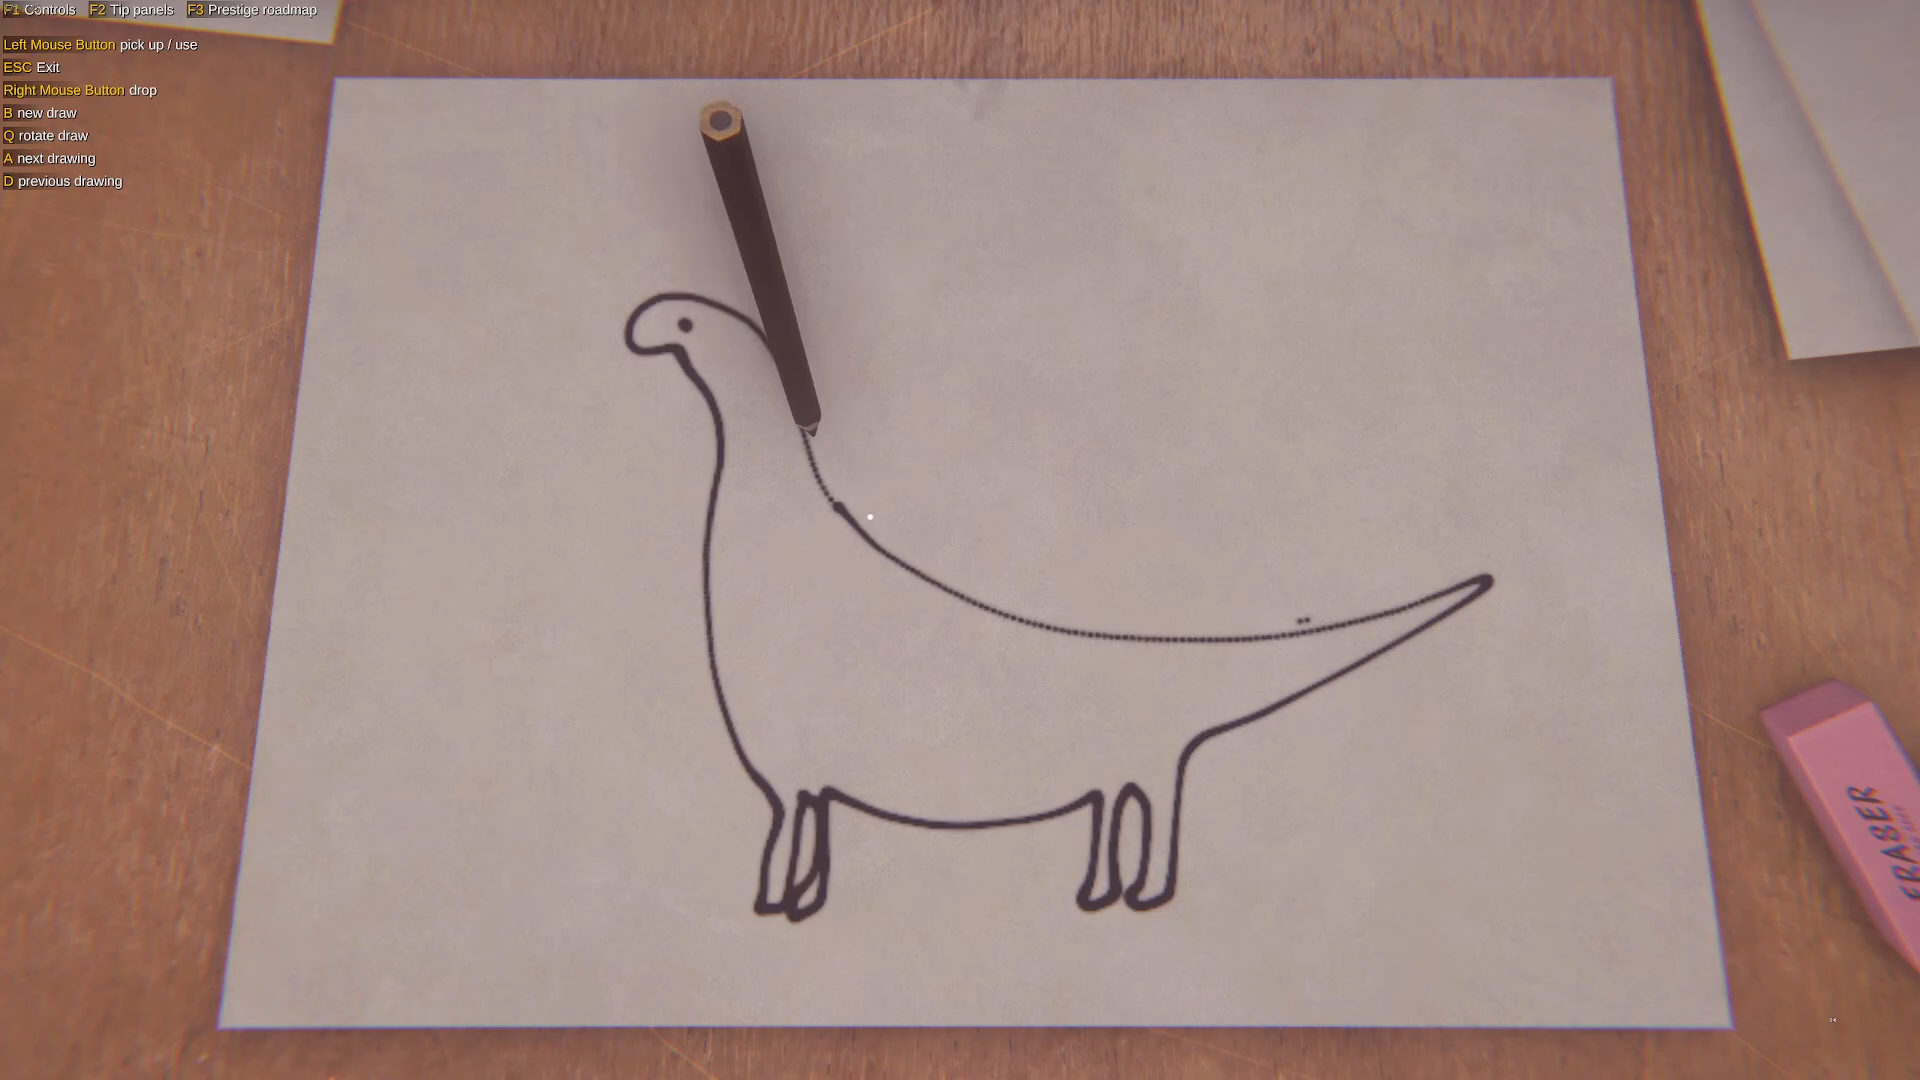 F1 Controls F2 Tip panels F3 Prestige roadmap
Left Mouse Button pick up / use
ESC Exit
Right Mouse Button drop
B new draw
Q rotate draw
A next drawing
D previous drawing
ERASER